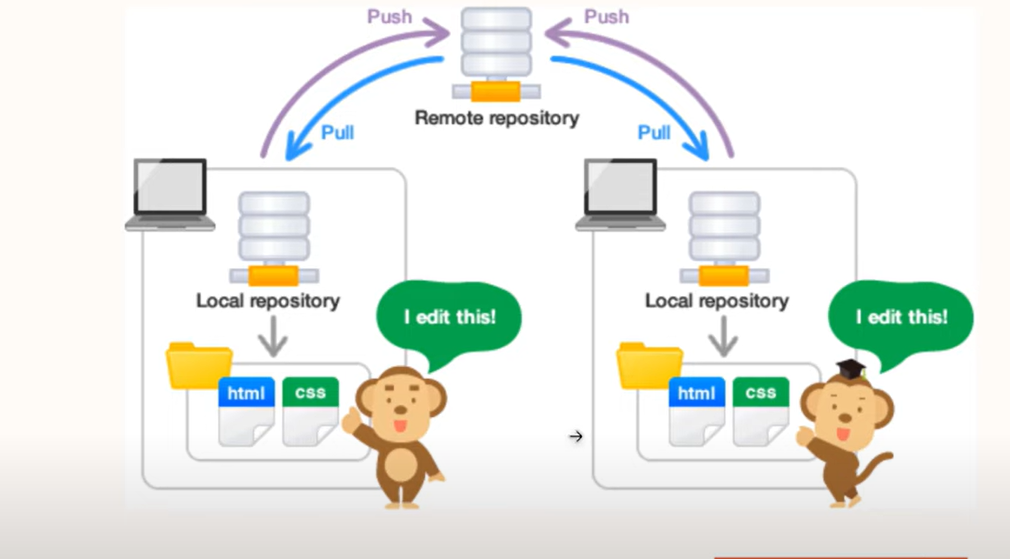 Push
Push
Remote repository
Pull
Pull
Local repository
Local repository
I edit this!
I edit this!
html
css
html
css